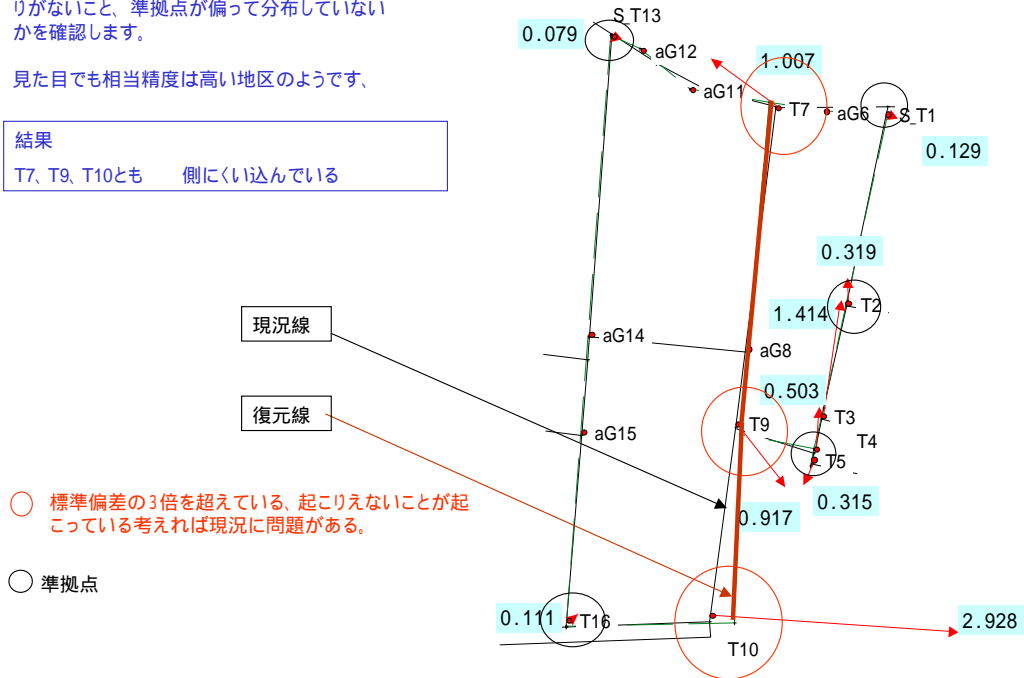 りがないこと、準拠点が偏って分布していない
かを確認します。
見た目でも相当精度は高い地区のようです、
結果
T7、T9、T10とも 側にくい込んでいる
S_T13
0.079
aG12
1.007
aG11
T7
aG6
S_T1
0.129
0.319
T2
1.414
現況線
aG14
aG8
0.503
復元線
T3
T9
aG15
T4
T5
0.315
0.917
標準偏差の3倍を超えている、起こりえないことが起
こっている考えれば現況に問題がある。
準拠点
0.111
T16
2.928
T10